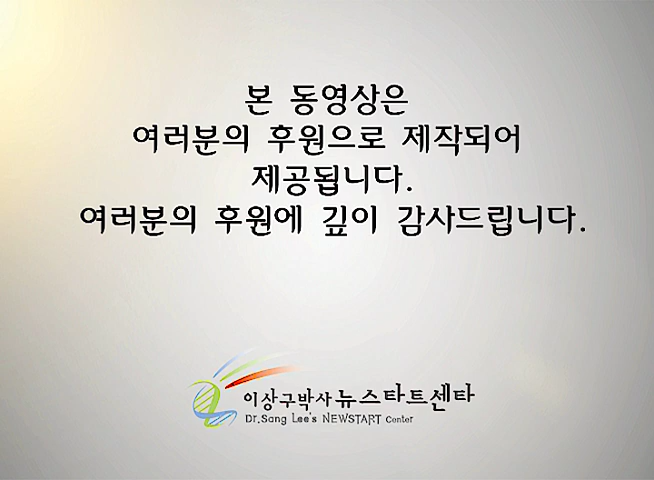 본 동영상은
여러분의 후원으로 제작되어
제공됩니다.
여러분의 후원에 깊이 감사드립니다.
이상구박사 뉴스타트센타
Dr.Sang Lee's NEWSTART Center